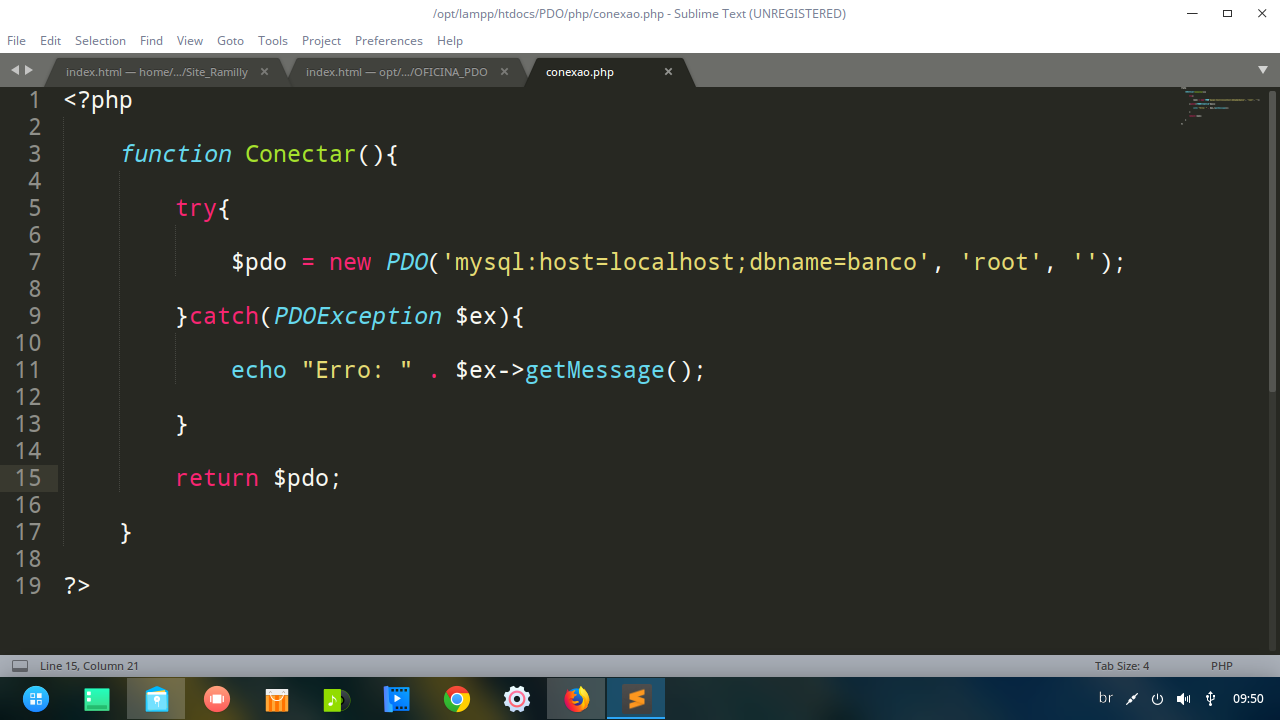 /opt/lampp/htdocs/PDO/php/conexao.php - Sublime Text (UNREGISTERED)
File Edit Selection Find View Goto Tools Project Preferences Help
index.html — home/.../Site_Ramilly index.html — opt/.../OFICINA_PDO conexao.php
1 <?php
2
3 function Conectar(){
4
5 try{
6
7 $pdo = new PDO('mysql:host=localhost;dbname=banco', 'root', '');
8
9 }catch(PDOException $ex){
10
11 echo "Erro: " . $ex->getMessage();
12
13 }
14
15 return $pdo;
16
17 }
18
19 ?>
Line 15, Column 21 Tab Size: 4 PHP
br 09:50